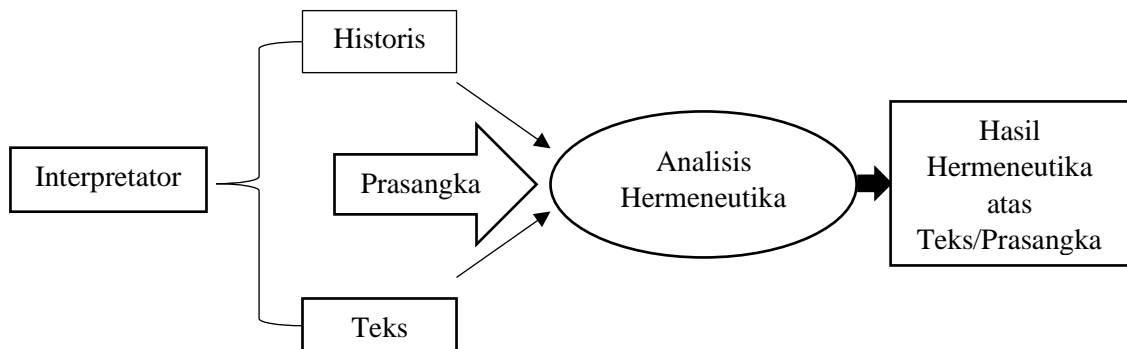 Historis
Interpretator
Prasangka
Teks
Analisis
Hermeneutika
Hasil
Hermeneutika
atas
Teks/Prasangka